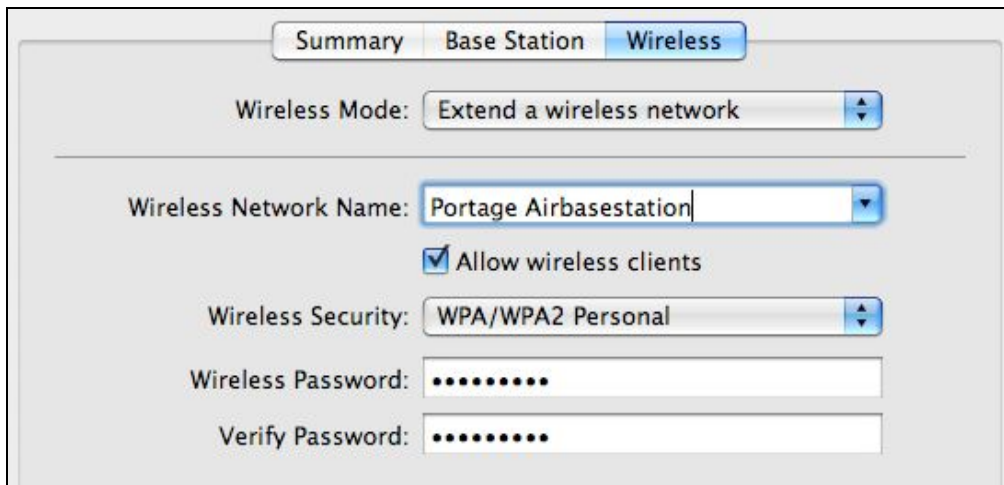 Summary Base Station Wireless
Wireless Mode: Extend a wireless network
Wireless Network Name: Portage Airbasestation
Allow wireless clients
Wireless Security: WPA/WPA2 Personal
Wireless Password: •••••••••
Verify Password: •••••••••